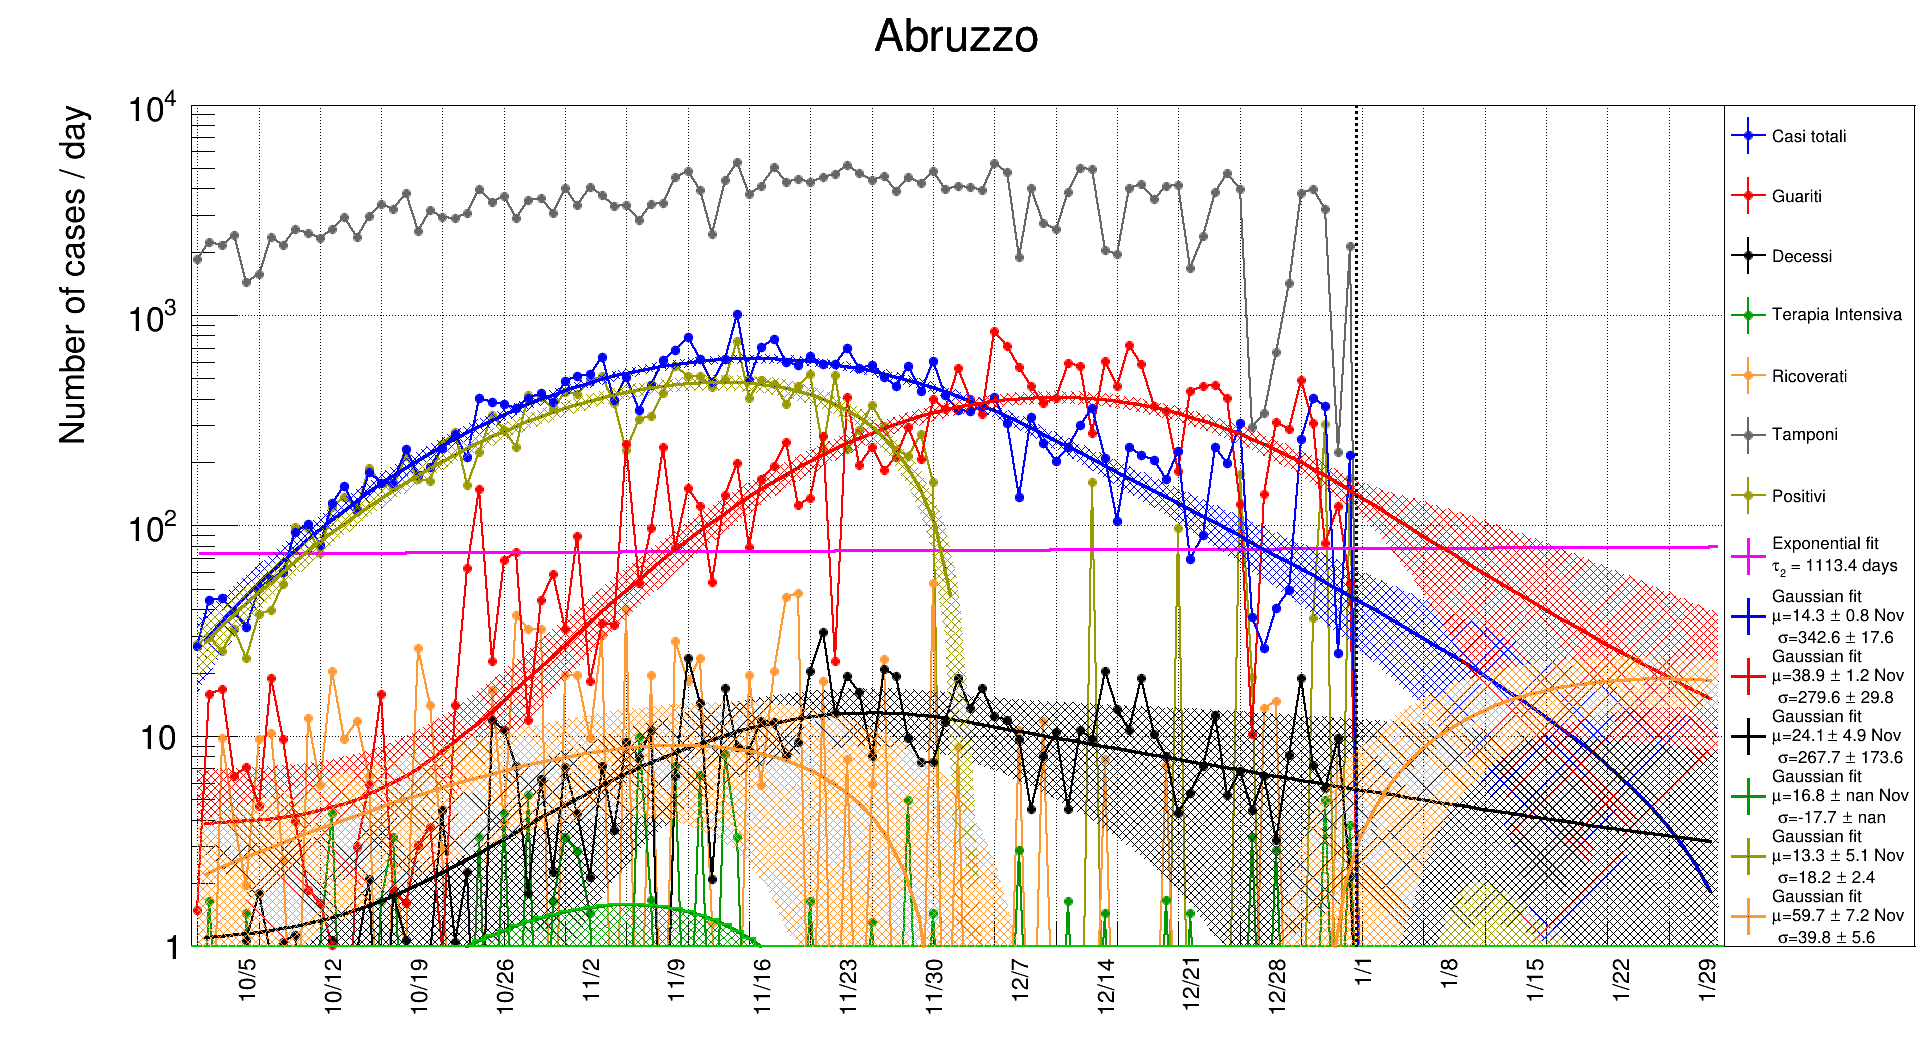 Abruzzo
Number of cases / day
10^4
10^3
10^2
10
1
10/5
10/12
10/19
10/26
11/2
11/9
11/16
11/23
11/30
12/7
12/14
12/21
12/28
1/1
1/8
1/15
1/22
1/29
Casi totali
Guariti
Decessi
Terapia Intensiva
Ricoverati
Tamponi
Positivi
Exponential fit
τ₂ = 1113.4 days
Gaussian fit
μ=14.3 ± 0.8 Nov
σ=342.6 ± 17.6
Gaussian fit
μ=38.9 ± 1.2 Nov
σ=279.6 ± 29.8
Gaussian fit
μ=24.1 ± 4.9 Nov
σ=267.7 ± 173.6
Gaussian fit
μ=16.8 ± nan Nov
σ=-17.7 ± nan
Gaussian fit
μ=13.3 ± 5.1 Nov
σ=18.2 ± 2.4
Gaussian fit
μ=59.7 ± 7.2 Nov
σ=39.8 ± 5.6